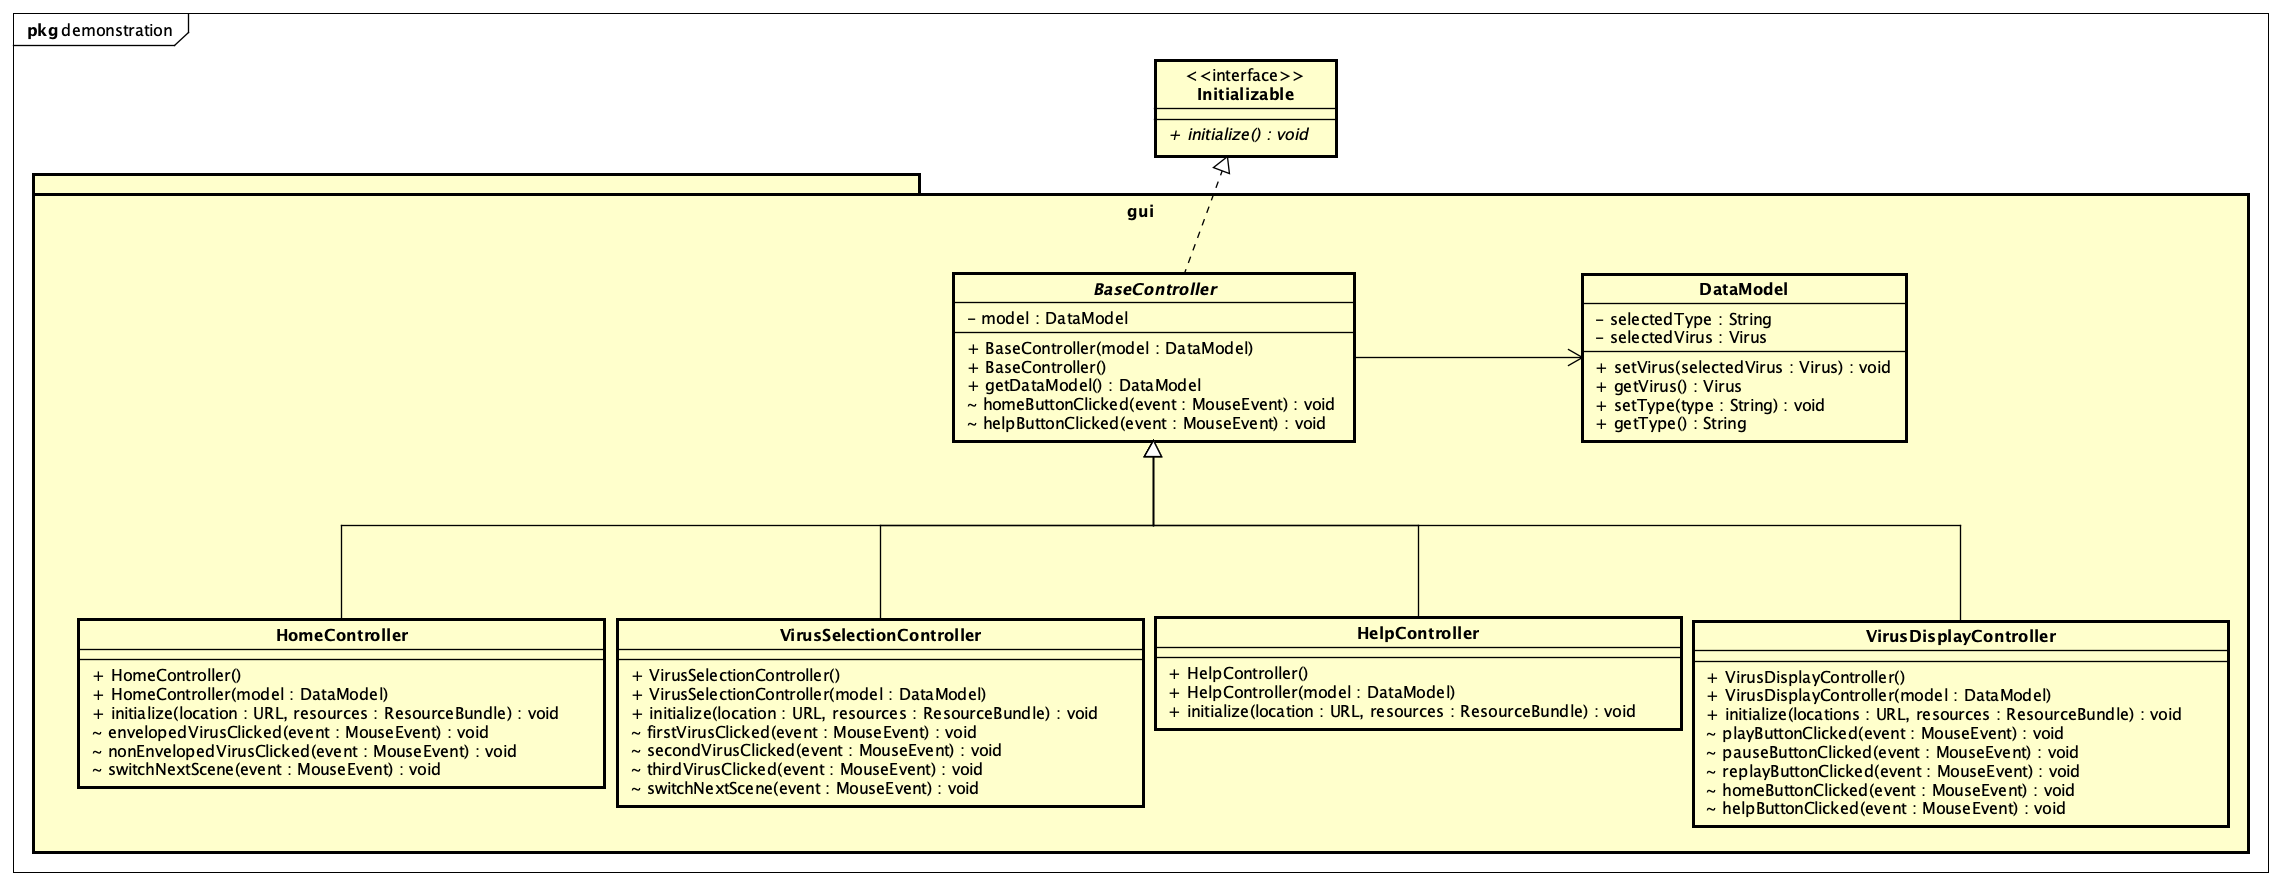 pkg demonstration
<<interface>>
Initializable
+ initialize() : void
gui
BaseController
- model : DataModel
+ BaseController(model : DataModel)
+ BaseController()
+ getDataModel() : DataModel
~ homeButtonClicked(event : MouseEvent) : void
~ helpButtonClicked(event : MouseEvent) : void
DataModel
- selectedType : String
- selectedVirus : Virus
+ setVirus(selectedVirus : Virus) : void
+ getVirus() : Virus
+ setType(type : String) : void
+ getType() : String
HomeController
+ HomeController()
+ HomeController(model : DataModel)
+ initialize(location : URL, resources : ResourceBundle) : void
~ envelopedVirusClicked(event : MouseEvent) : void
~ nonEnvelopedVirusClicked(event : MouseEvent) : void
~ switchNextScene(event : MouseEvent) : void
VirusSelectionController
+ VirusSelectionController()
+ VirusSelectionController(model : DataModel)
+ initialize(location : URL, resources : ResourceBundle) : void
~ firstVirusClicked(event : MouseEvent) : void
~ secondVirusClicked(event : MouseEvent) : void
~ thirdVirusClicked(event : MouseEvent) : void
~ switchNextScene(event : MouseEvent) : void
HelpController
+ HelpController()
+ HelpController(model : DataModel)
+ initialize(location : URL, resources : ResourceBundle) : void
VirusDisplayController
+ VirusDisplayController()
+ VirusDisplayController(model : DataModel)
+ initialize(locations : URL, resources : ResourceBundle) : void
~ playButtonClicked(event : MouseEvent) : void
~ pauseButtonClicked(event : MouseEvent) : void
~ replayButtonClicked(event : MouseEvent) : void
~ homeButtonClicked(event : MouseEvent) : void
~ helpButtonClicked(event : MouseEvent) : void